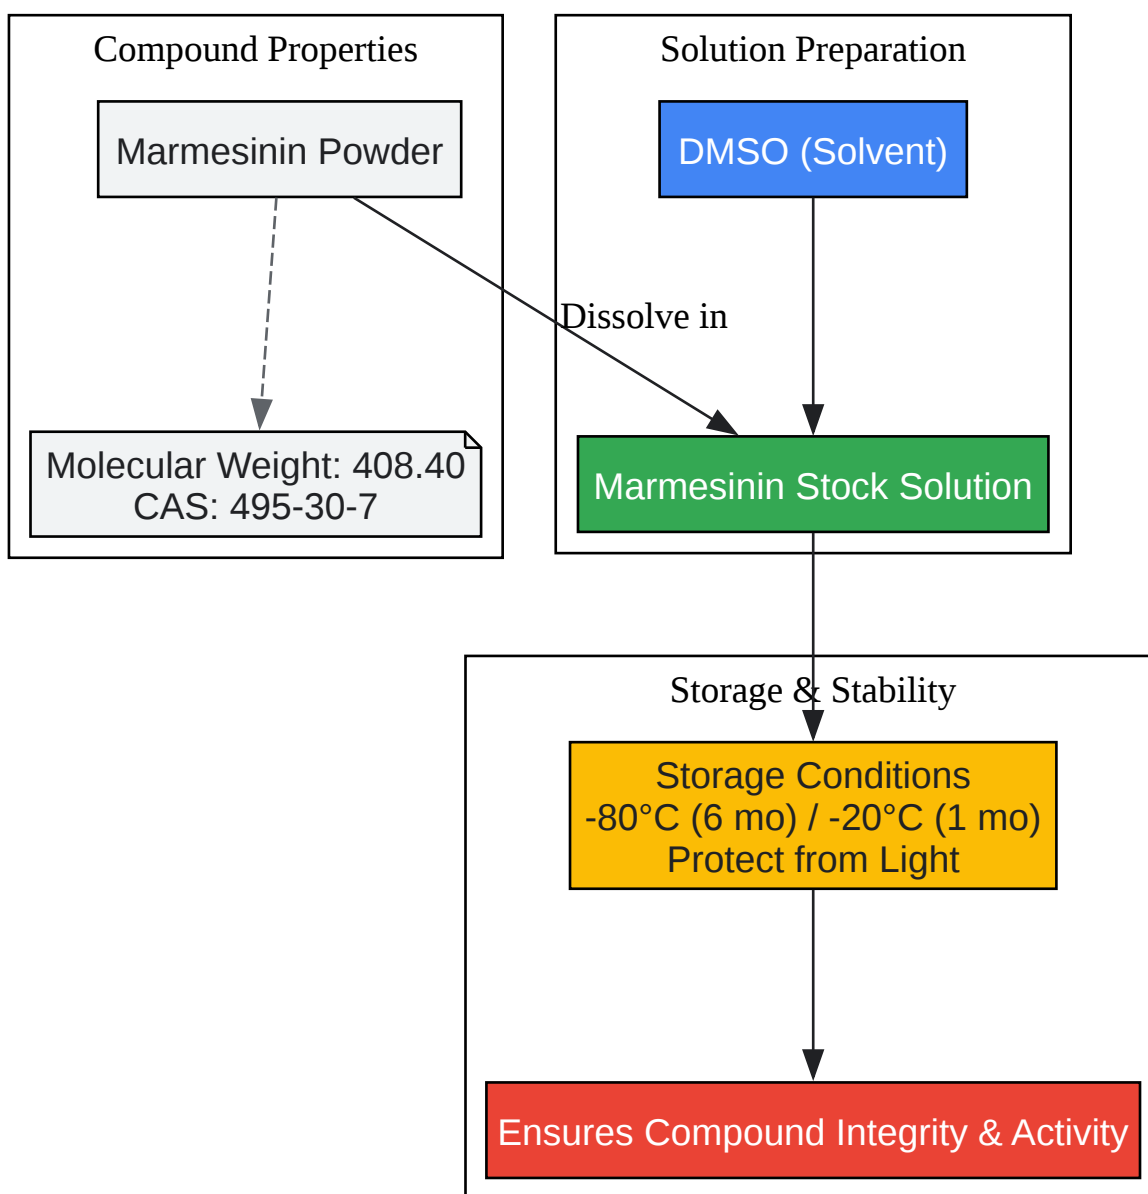 Compound Properties
Marmesinin Powder
Molecular Weight: 408.40
CAS: 495-30-7
Solution Preparation
DMSO (Solvent)
Dissolve in
Marmesinin Stock Solution
Storage & Stability
Storage Conditions
-80°C (6 mo) / -20°C (1 mo)
Protect from Light
Ensures Compound Integrity & Activity